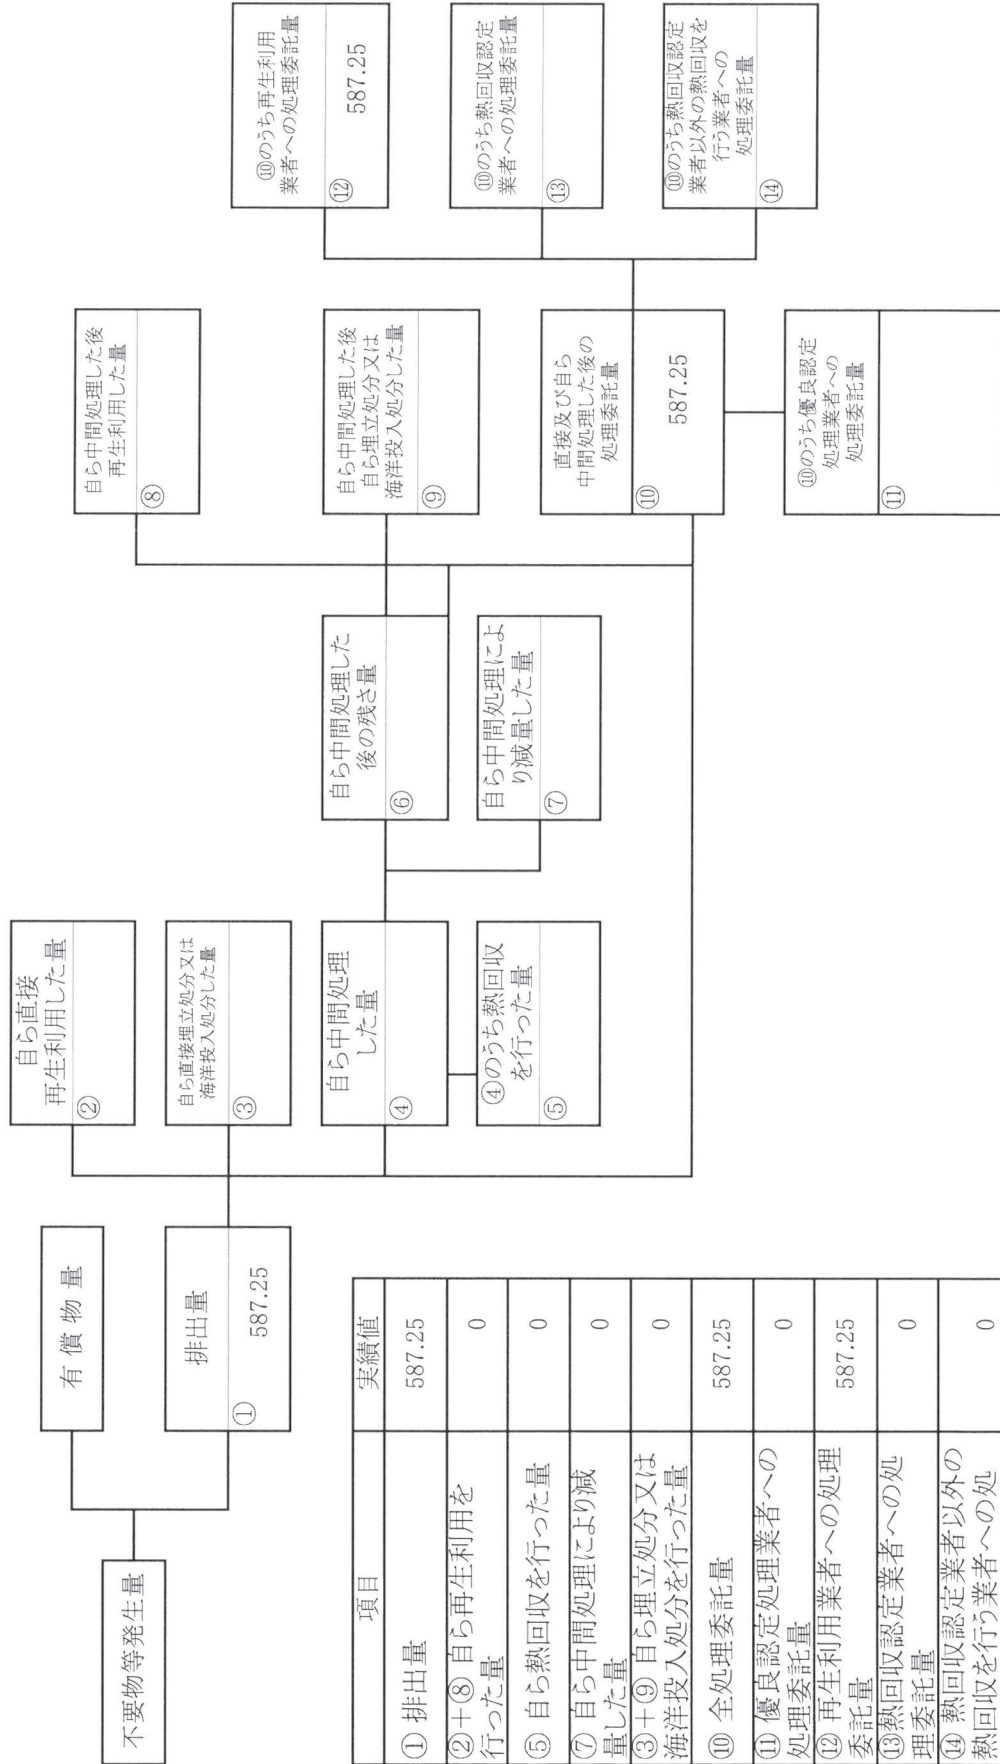 不要物等発生量
有償物量
排出量
①
587.25
自ら直接
再生利用した量
②
自ら直接埋立処分又は
海洋投入処分した量
③
自ら中間処理
した量
④
④のうち熱回収
を行った量
⑤
自ら中間処理した
後の残さ量
⑥
自ら中間処理によ
り減量した量
⑦
自ら中間処理した後
再生利用した量
⑧
自ら中間処理した後
自ら埋立処分又は
海洋投入処分した量
⑨
直接及び自ら
中間処理した後の
処理委託量
⑩
587.25
⑩のうち優良認定
処理業者への
処理委託量
⑪
⑩のうち再生利用
業者への処理委託量
⑫
587.25
⑩のうち熱回収認定
業者への処理委託量
⑬
⑩のうち熱回収認定
業者以外の熱回収を
行う業者への
処理委託量
⑭
項目 実績値
① 排出量 587.25
②+⑧ 自ら再生利用を
行った量 0
⑤ 自ら熱回収を行った量 0
⑦ 自ら中間処理により減
量した量 0
③+⑨ 自ら埋立処分又は
海洋投入処分を行った量 0
⑩ 全処理委託量 587.25
⑪ 優良認定処理業者への
処理委託量 0
⑫ 再生利用業者への処理
委託量 587.25
⑬熱回収認定業者への処
理委託量 0
⑭ 熱回収認定業者以外の
熱回収を行う業者への処 0